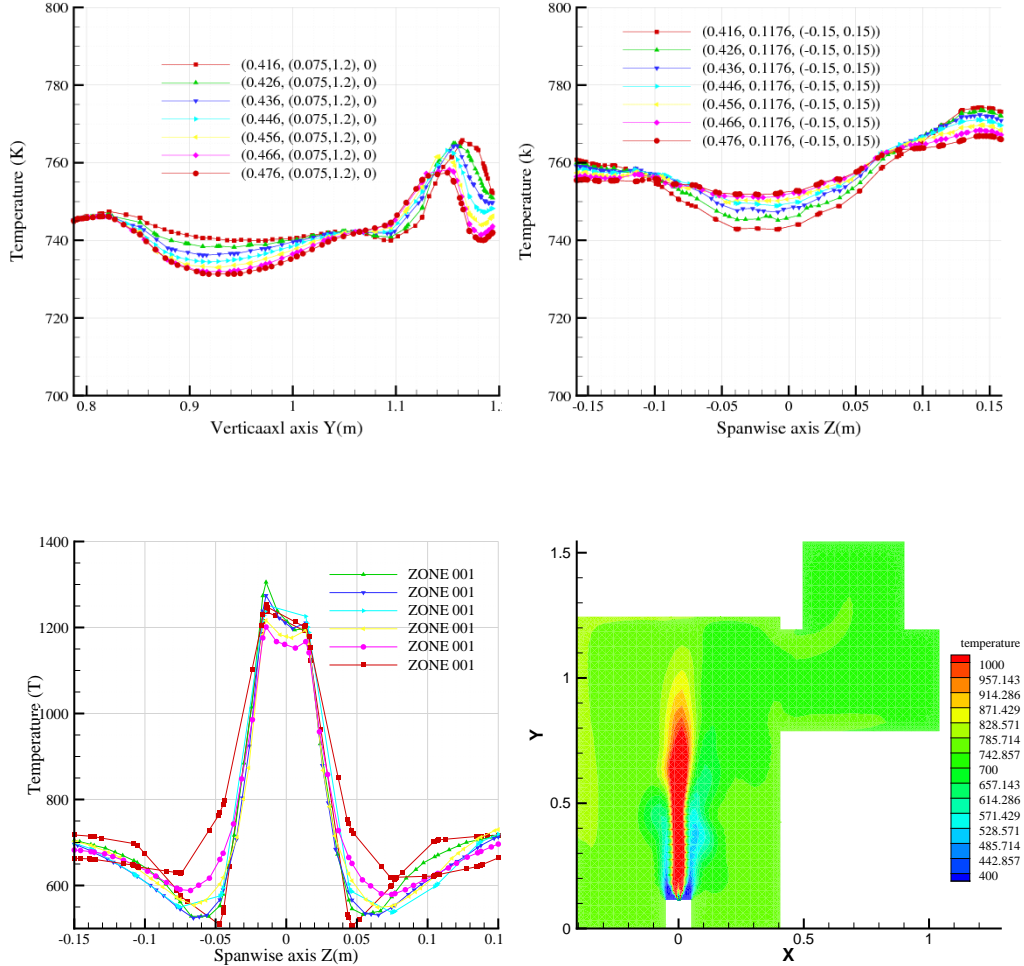 800
780
760
740
720
700
Temperature (K)
(0.416, (0.075,1.2), 0)
(0.426, (0.075,1.2), 0)
(0.436, (0.075,1.2), 0)
(0.446, (0.075,1.2), 0)
(0.456, (0.075,1.2), 0)
(0.466, (0.075,1.2), 0)
(0.476, (0.075,1.2), 0)
0.8 0.9 1 1.1 1.
Verticaaxl axis Y(m)
800
780
760
740
720
700
Temperature (k)
(0.416, 0.1176, (-0.15, 0.15))
(0.426, 0.1176, (-0.15, 0.15))
(0.436, 0.1176, (-0.15, 0.15))
(0.446, 0.1176, (-0.15, 0.15))
(0.456, 0.1176, (-0.15, 0.15))
(0.466, 0.1176, (-0.15, 0.15))
(0.476, 0.1176, (-0.15, 0.15))
-0.15 -0.1 -0.05 0 0.05 0.1 0.15
Spanwise axis Z(m)
1400
1200
1000
800
600
Temperature (T)
ZONE 001
ZONE 001
ZONE 001
ZONE 001
ZONE 001
ZONE 001
-0.15 -0.1 -0.05 0 0.05 0.1 0.1
Spanwise axis Z(m)
1.5
1
0.5
0
Y
0 0.5 1
X
temperature
1000
957.143
914.286
871.429
828.571
785.714
742.857
700
657.143
614.286
571.429
528.571
485.714
442.857
400